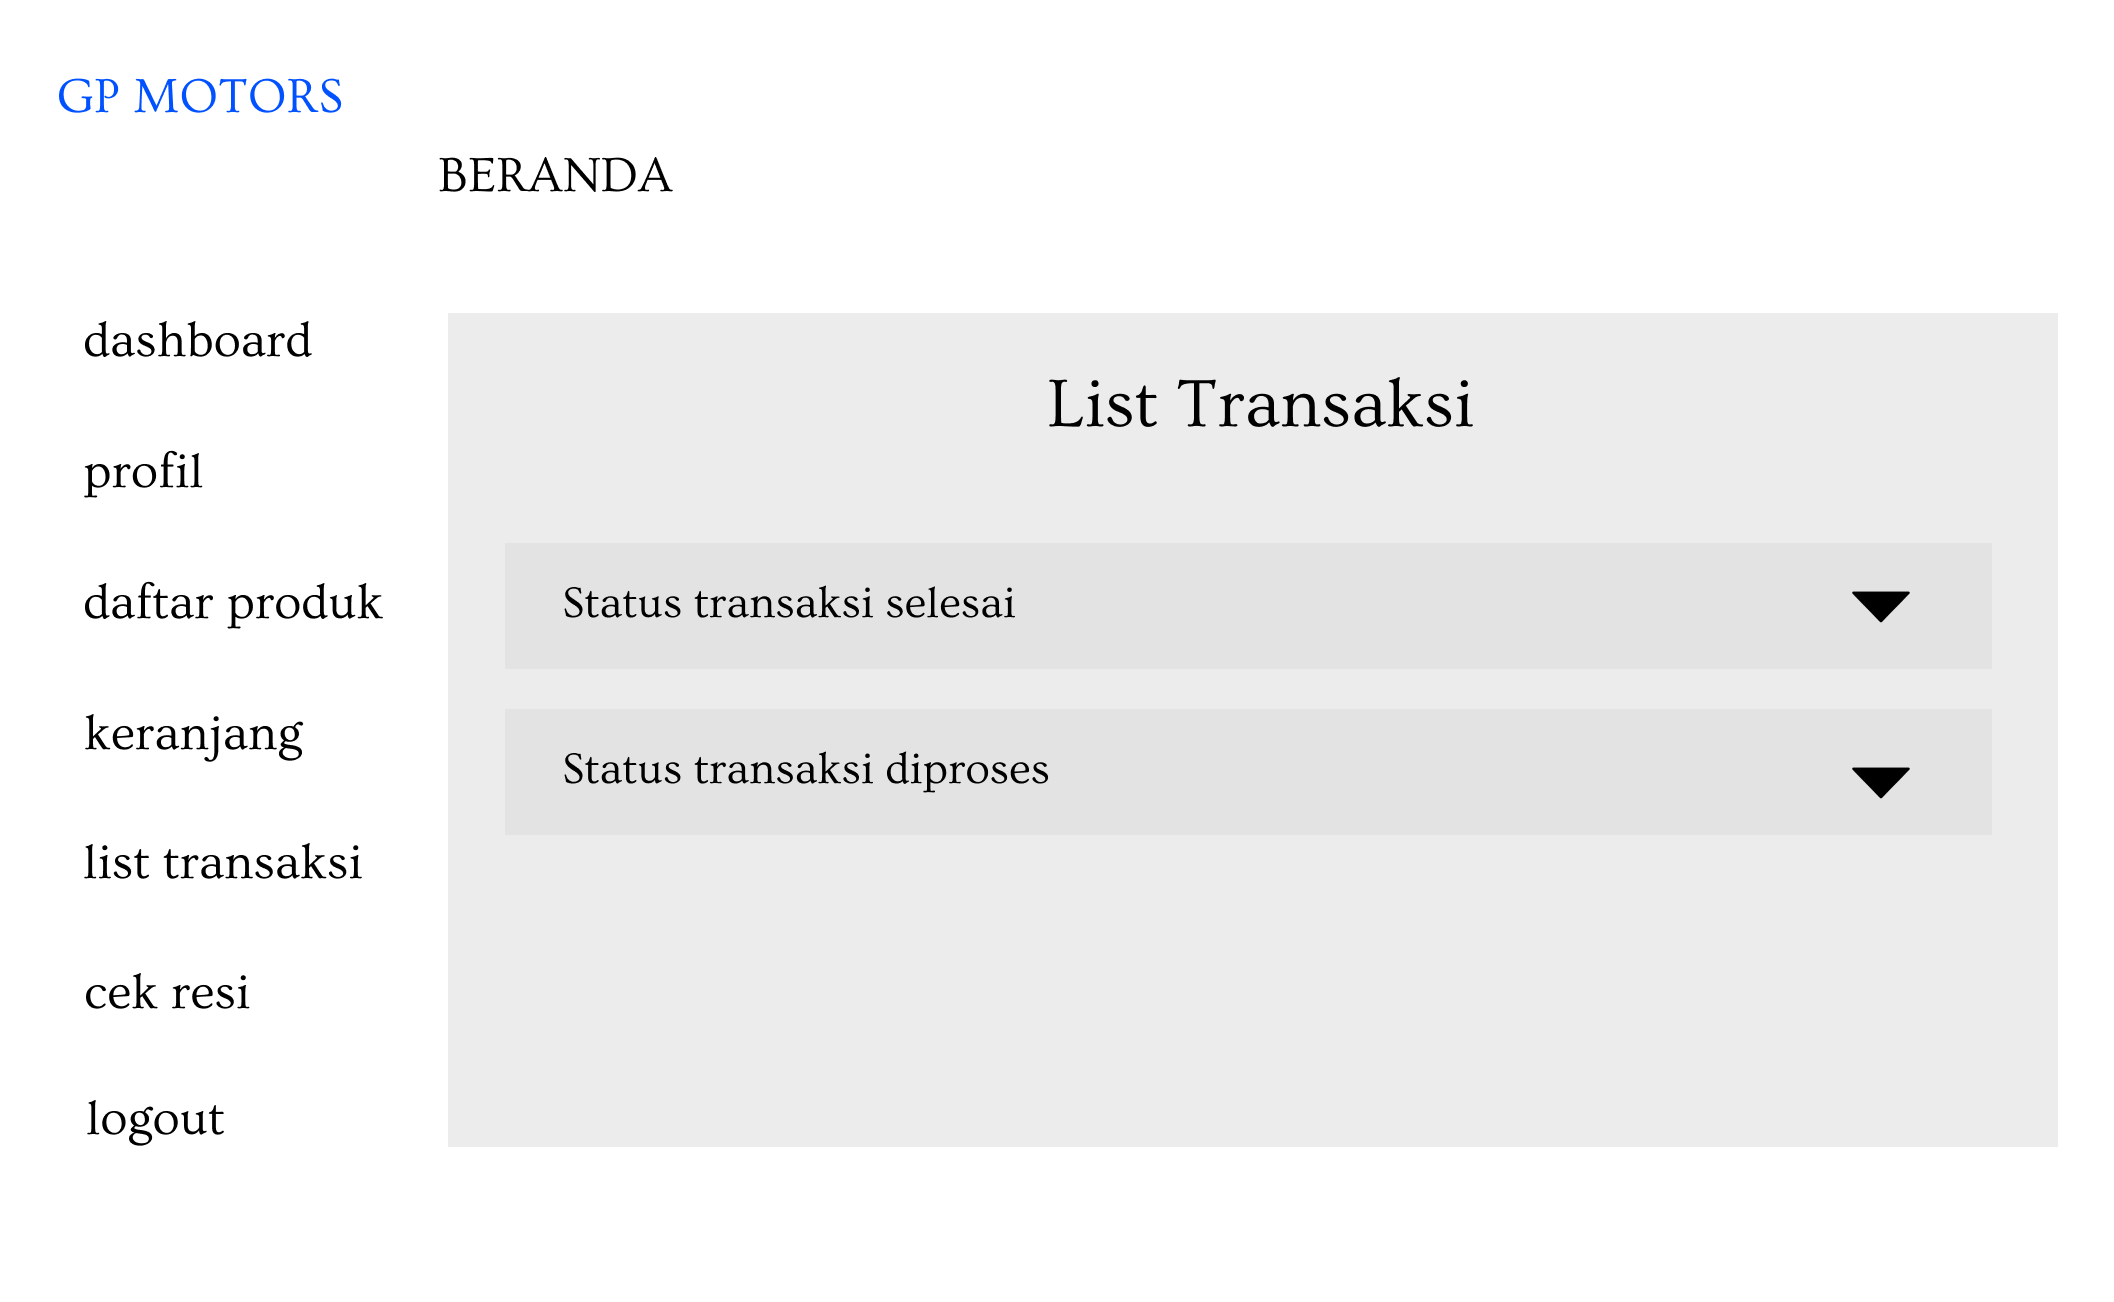 GP MOTORS
BERANDA
dashboard
profil
daftar produk
keranjang
list transaksi
cek resi
logout
List Transaksi
Status transaksi selesai
Status transaksi diproses